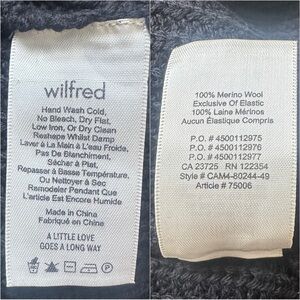 wilfred
Hand Wash Cold,
No Bleach, Dry Flat,
Low Iron, Or Dry Clean
Reshape Whilst Damp
Laver À La Main À L'eau Froide,
Pas De Blanchiment,
Sécher À Plat,
Repasser À Basse Température,
Ou Nettoyer À Sec
Remodeler Pendant Que
L'article Est Encore Humide
Made in China
Fabriqué en Chine
A LITTLE LOVE
GOES A LONG WAY
100% Merino Wool
Exclusive Of Elastic
100% Laine Mérinos
Aucun Élastique Compris
P.O. # 4500112975
P.O. # 4500112976
P.O. # 4500112977
CA 23725 RN 122354
Style # CAM4-80244-49
Article # 75006